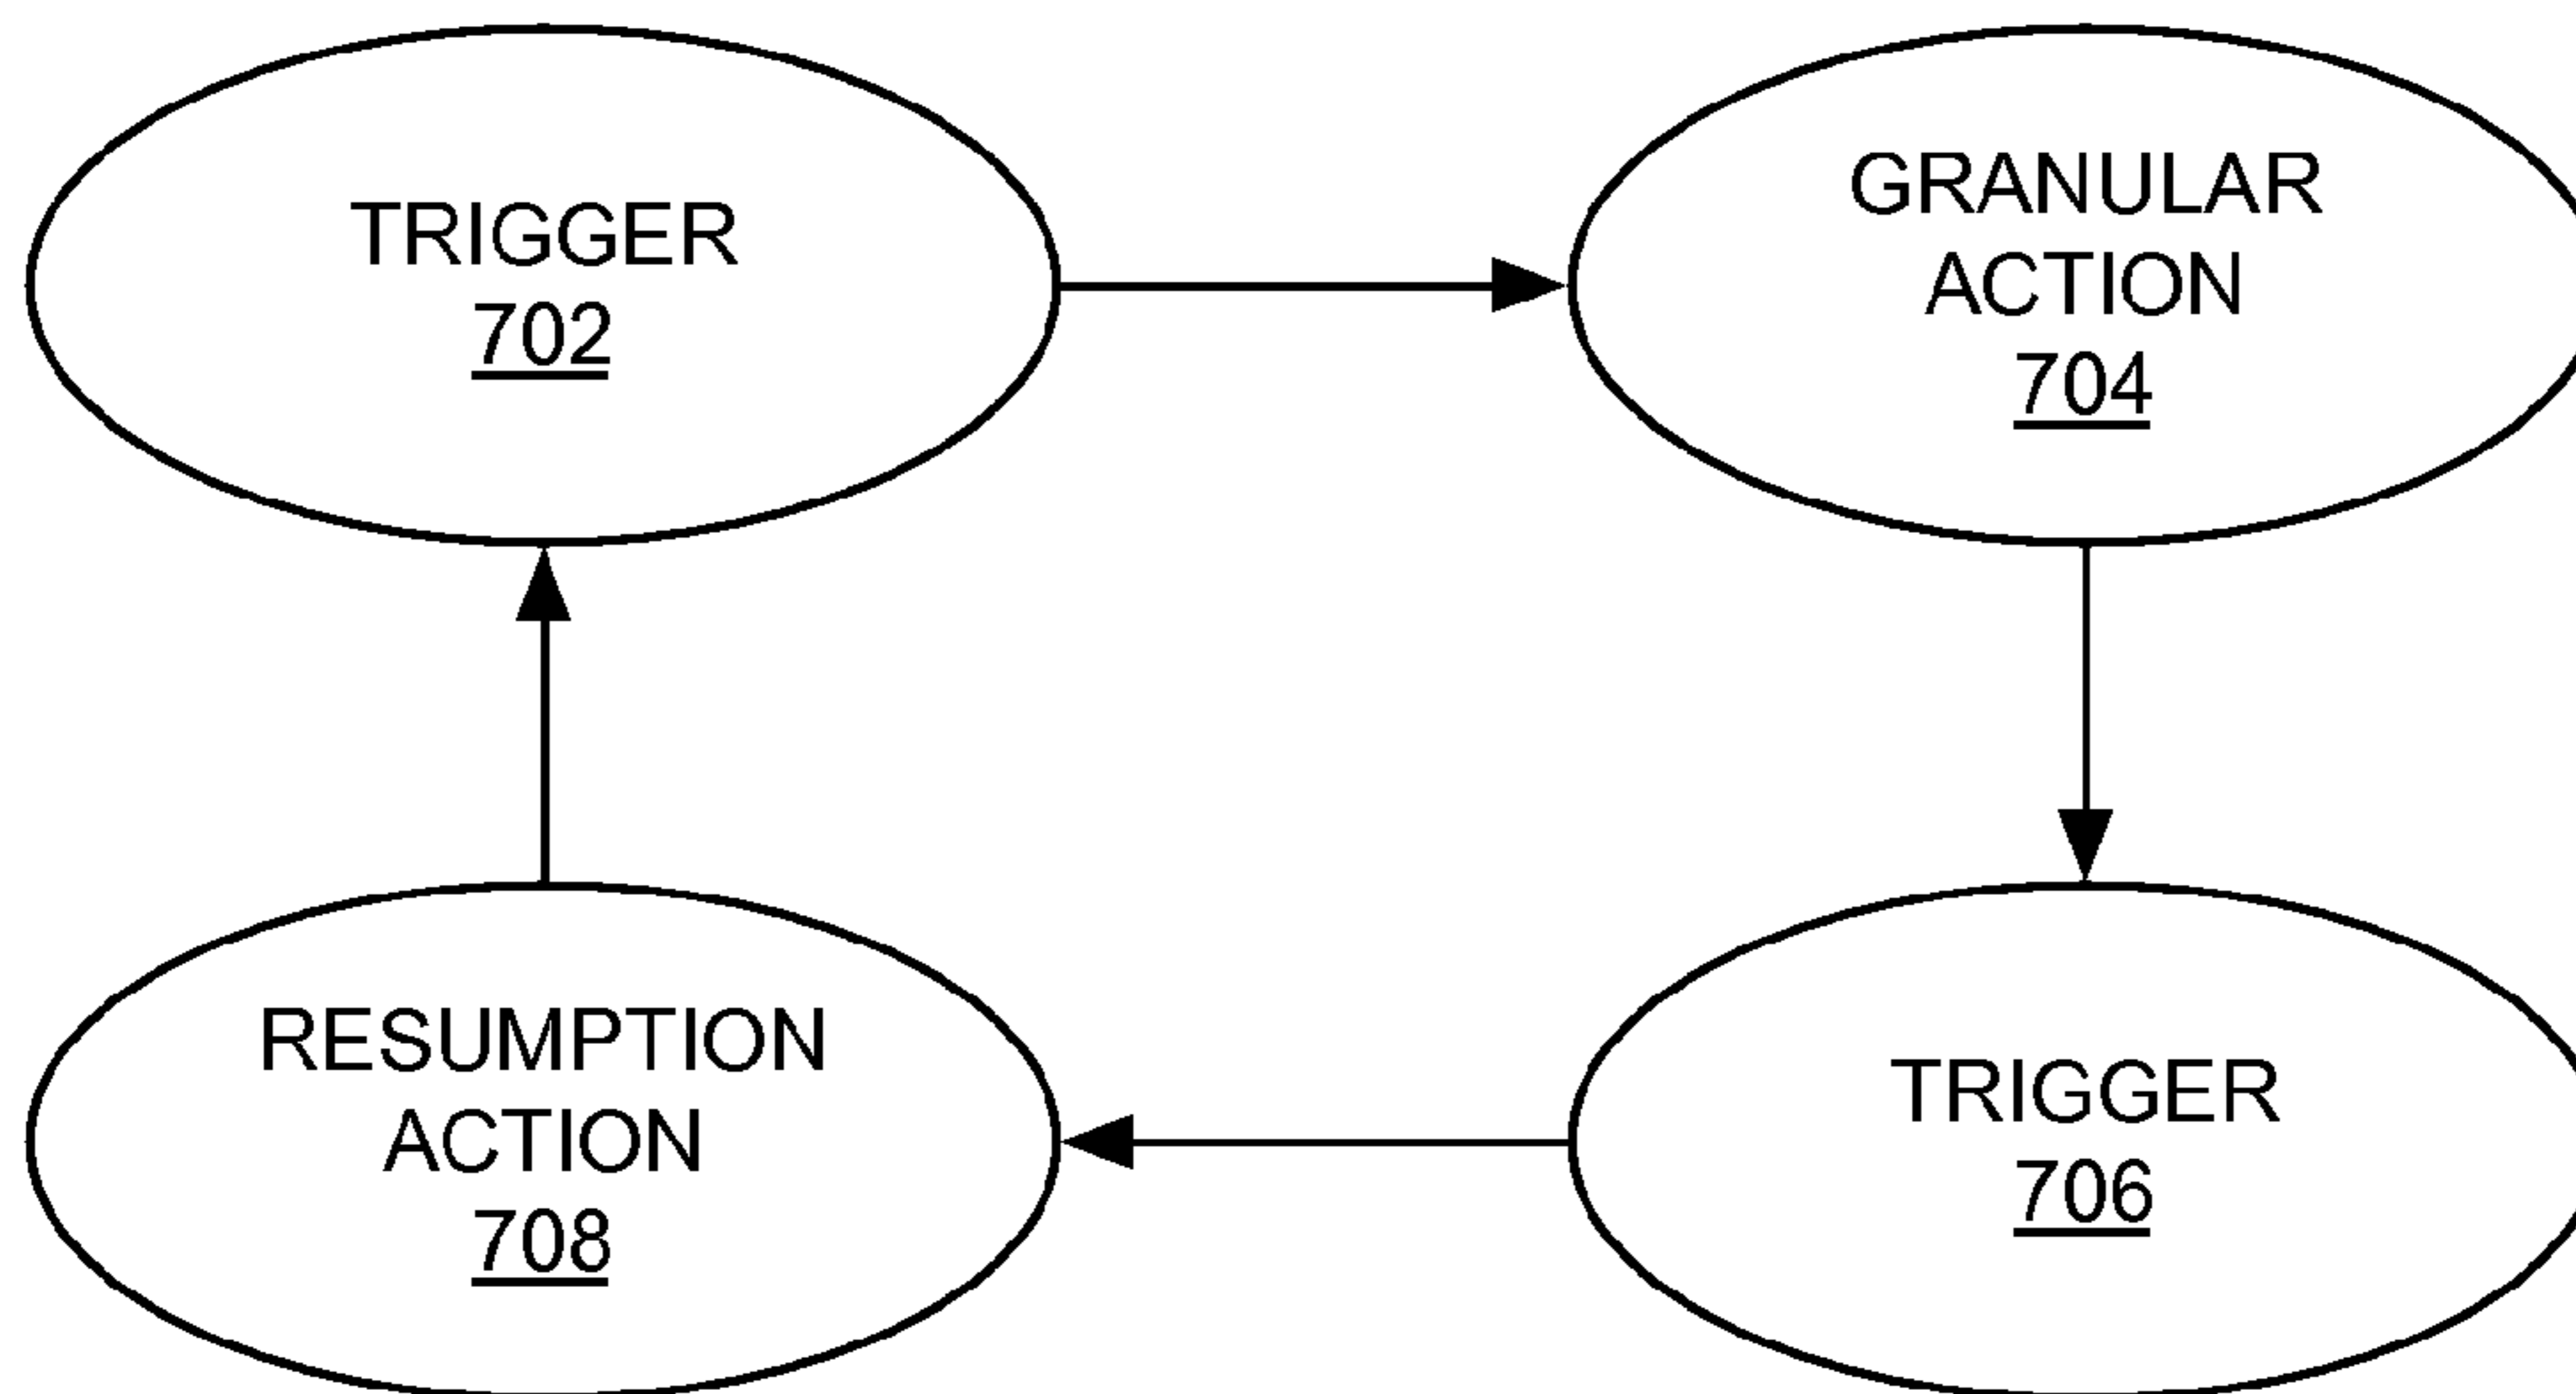 TRIGGER
702
GRANULAR
ACTION
704
RESUMPTION
ACTION
708
TRIGGER
706